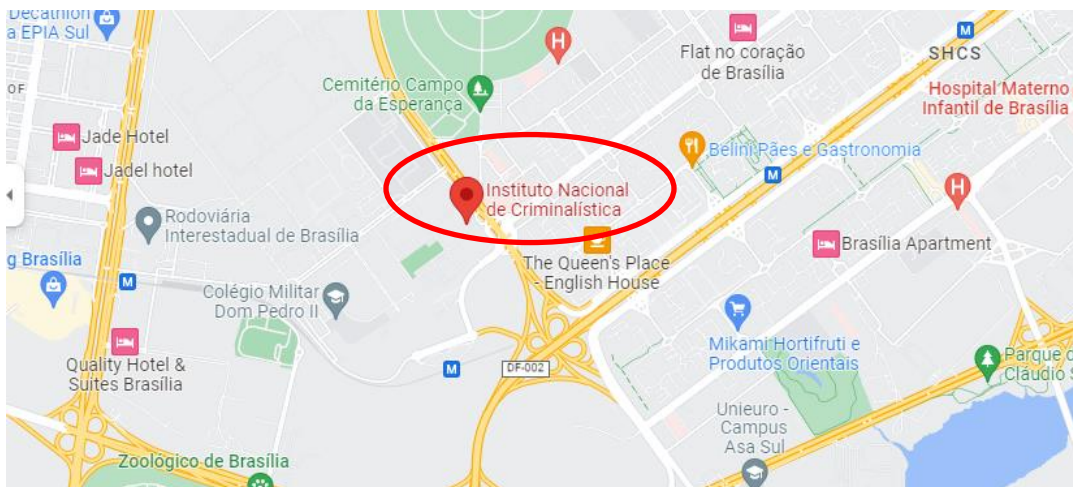 Decathlon
a EPIA Sul
OF
Cemitério Campo
da Esperança
H
Flat no coração
de Brasília
M
SHCS
Hospital Materno
Infantil de Brasília
Jade Hotel
Jadel hotel
Belini Pães e Gastronomia
M
Instituto Nacional
de Criminalística
H
Rodoviária
Interestadual de Brasília
Brasília Apartment
g Brasília
M
The Queen's Place
- English House
Colégio Militar
Dom Pedro II
Mikami Hortifruti e
Produtos Orientais
Quality Hotel &
Suites Brasília
M
DF-002
Parque d
Cláudio S
Unieuro -
Campus
Asa Sul
Zoológico de Brasília